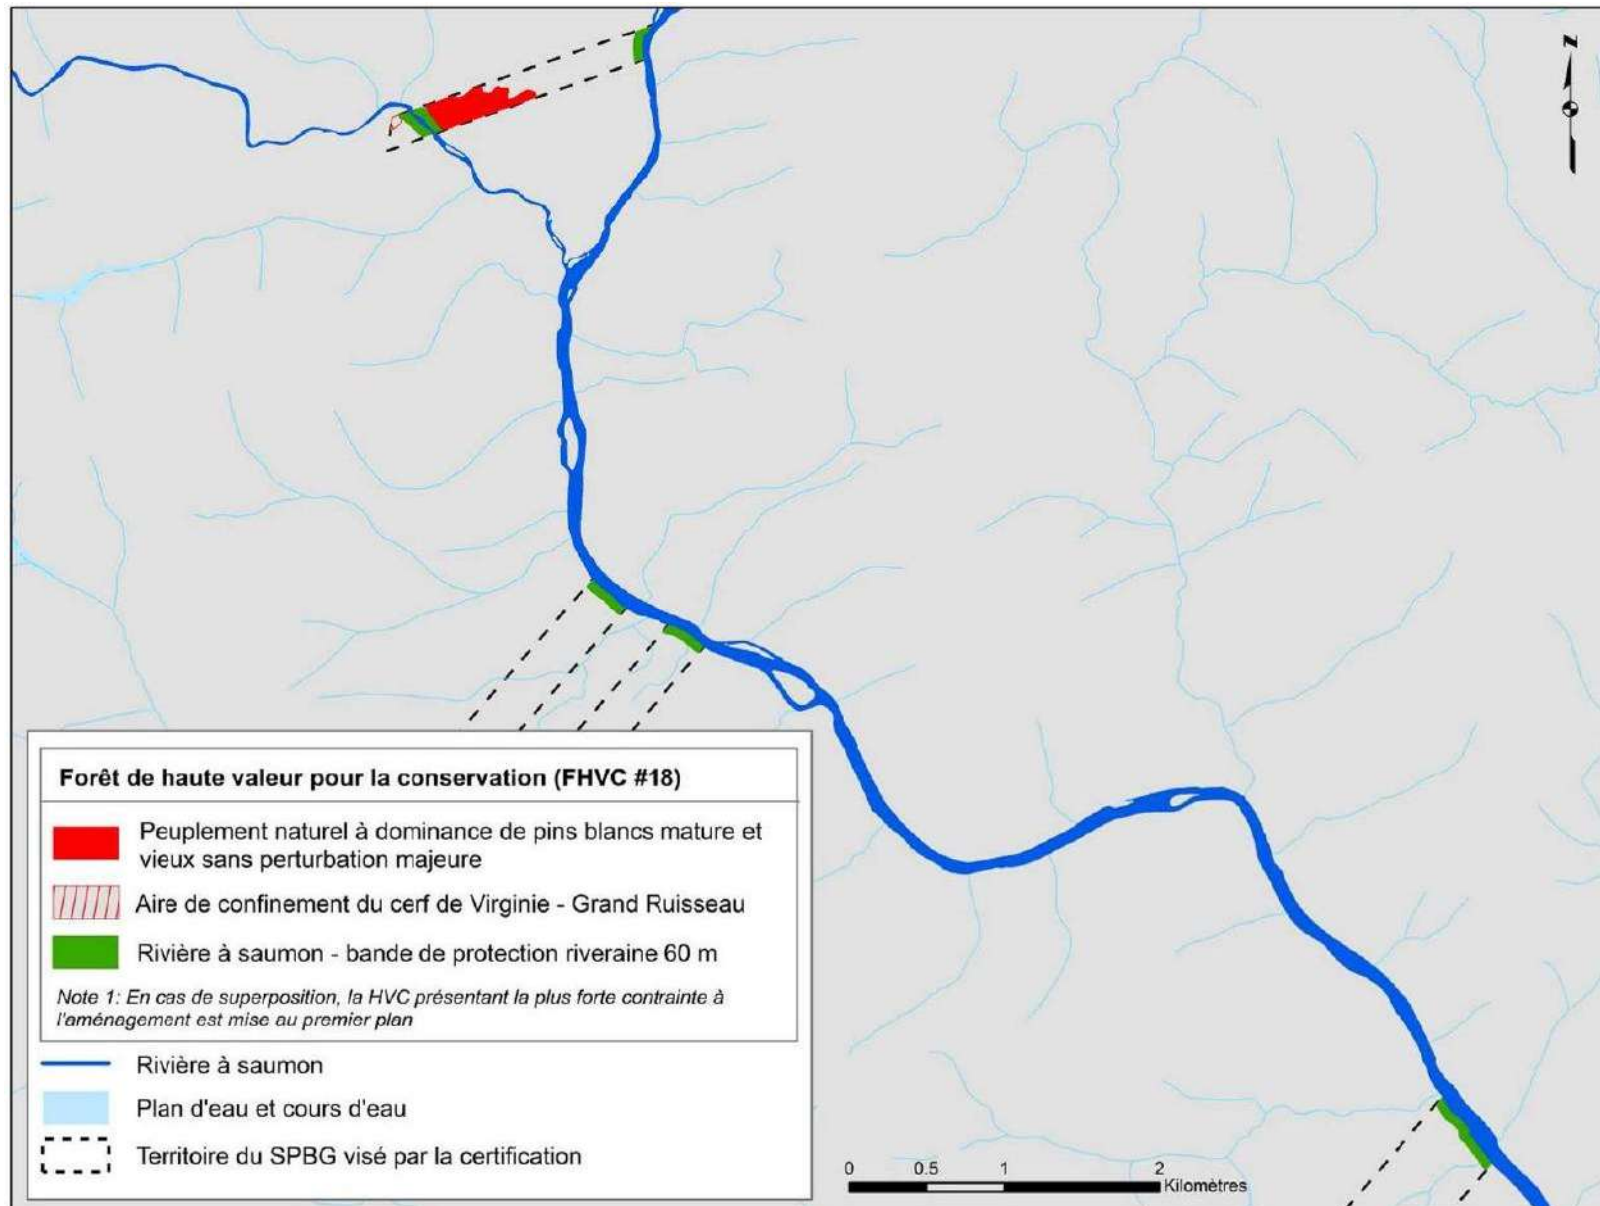 N
Forêt de haute valeur pour la conservation (FHVC #18)
Peuplement naturel à dominance de pins blancs mature et
vieux sans perturbation majeure
Aire de confinement du cerf de Virginie - Grand Ruisseau
Rivière à saumon - bande de protection riveraine 60 m
Note 1: En cas de superposition, la HVC présentant la plus forte contrainte à
l'aménagement est mise au premier plan
Rivière à saumon
Plan d'eau et cours d'eau
Territoire du SPBG visé par la certification
0 0.5 1 2
Kilomètres